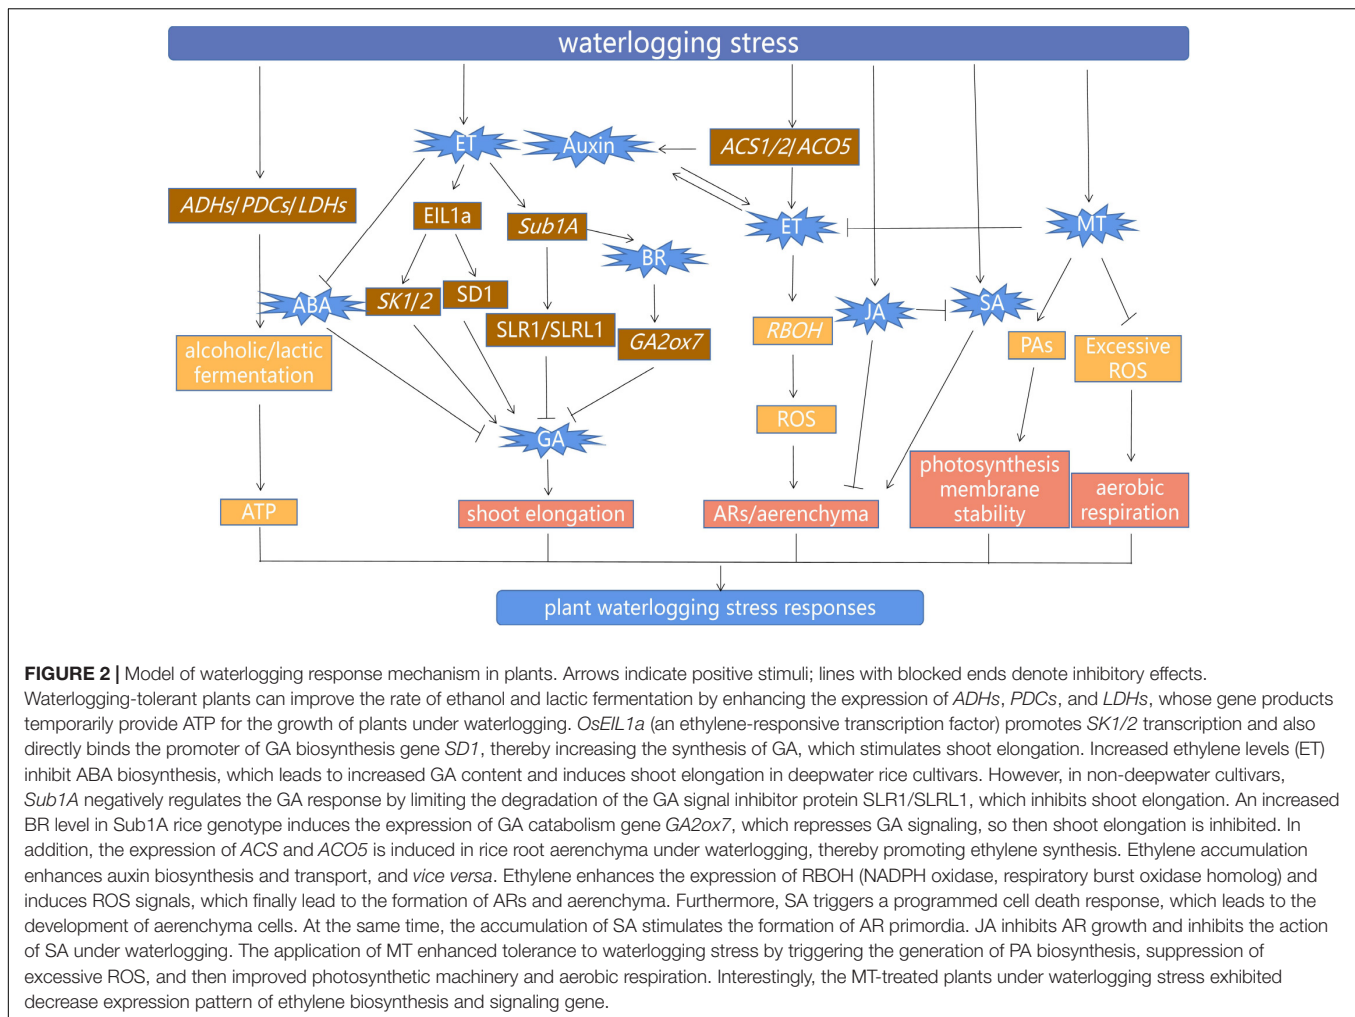 waterlogging stress
ET
Auxin
ACS1/2/ACO5
ADHs/PDCs/LDHs
EIL1a
Sub1A
ET
MT
BR
ABA
SK1/2
SD1
JA
SA
SLR1/SLRL1
GA2ox7
RBOH
PAs
Excessive
ROS
alcoholic/lactic
fermentation
ROS
GA
photosynthesis
membrane
stability
aerobic
respiration
ATP
shoot elongation
ARs/aerenchyma
plant waterlogging stress responses
FIGURE 2 | Model of waterlogging response mechanism in plants. Arrows indicate positive stimuli; lines with blocked ends denote inhibitory effects.
Waterlogging-tolerant plants can improve the rate of ethanol and lactic fermentation by enhancing the expression of ADHs, PDCs, and LDHs, whose gene products
temporarily provide ATP for the growth of plants under waterlogging. OsEIL1a (an ethylene-responsive transcription factor) promotes SK1/2 transcription and also
directly binds the promoter of GA biosynthesis gene SD1, thereby increasing the synthesis of GA, which stimulates shoot elongation. Increased ethylene levels (ET)
inhibit ABA biosynthesis, which leads to increased GA content and induces shoot elongation in deepwater rice cultivars. However, in non-deepwater cultivars,
Sub1A negatively regulates the GA response by limiting the degradation of the GA signal inhibitor protein SLR1/SLRL1, which inhibits shoot elongation. An increased
BR level in Sub1A rice genotype induces the expression of GA catabolism gene GA2ox7, which represses GA signaling, so then shoot elongation is inhibited. In
addition, the expression of ACS and ACO5 is induced in rice root aerenchyma under waterlogging, thereby promoting ethylene synthesis. Ethylene accumulation
enhances auxin biosynthesis and transport, and vice versa. Ethylene enhances the expression of RBOH (NADPH oxidase, respiratory burst oxidase homolog) and
induces ROS signals, which finally lead to the formation of ARs and aerenchyma. Furthermore, SA triggers a programmed cell death response, which leads to the
development of aerenchyma cells. At the same time, the accumulation of SA stimulates the formation of AR primordia. JA inhibits AR growth and inhibits the action
of SA under waterlogging. The application of MT enhanced tolerance to waterlogging stress by triggering the generation of PA biosynthesis, suppression of
excessive ROS, and then improved photosynthetic machinery and aerobic respiration. Interestingly, the MT-treated plants under waterlogging stress exhibited
decrease expression pattern of ethylene biosynthesis and signaling gene.